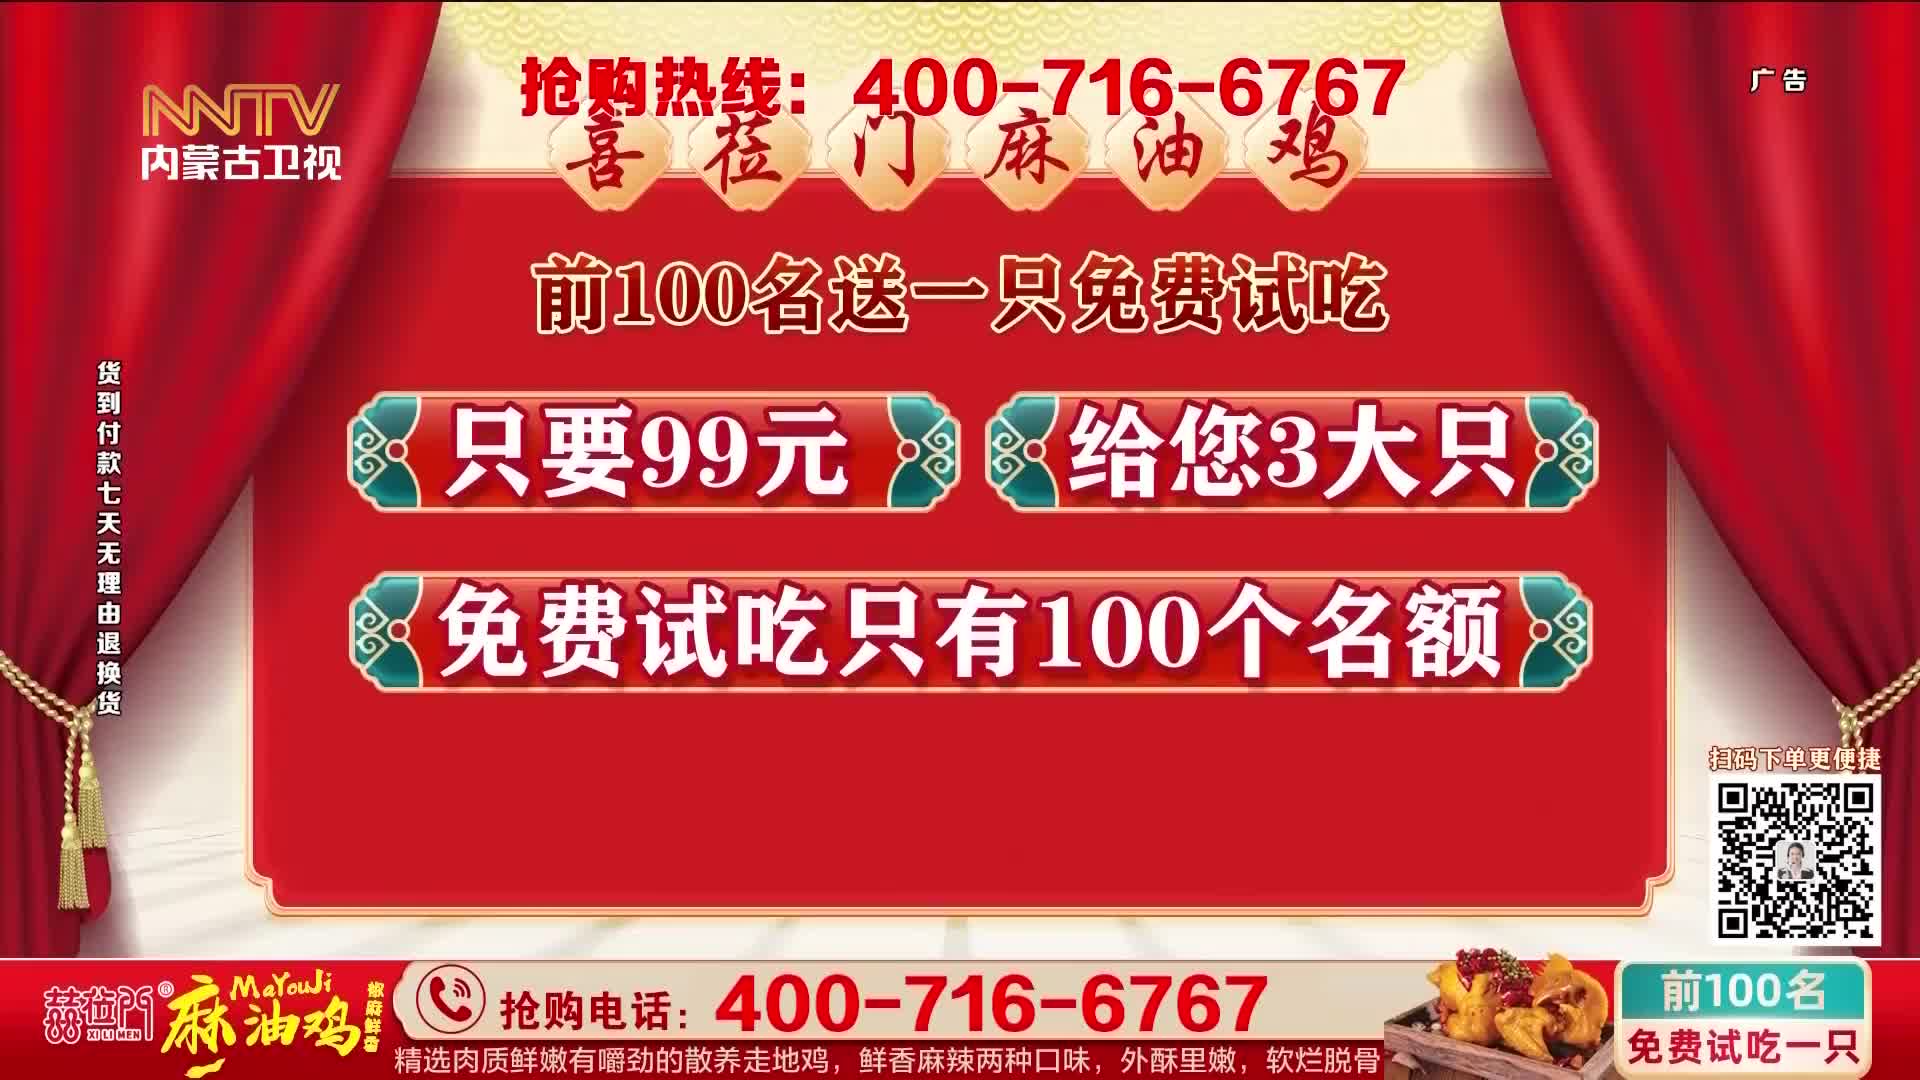 抢购热线：400-716-6767
广告
NNTV
内蒙古卫视
喜莅门麻油鸡
前100名送一只免费试吃
货到付款七天无理由退换货
只要99元
给您3大只
免费试吃只有100个名额
扫码下单更便捷
囍莅门®
XI LI MEN
MaYouJi
麻油鸡
椒麻鲜香
抢购电话：400-716-6767
前100名
免费试吃一只
精选肉质鲜嫩有嚼劲的散养走地鸡，鲜香麻辣两种口味，外酥里嫩，软烂脱骨